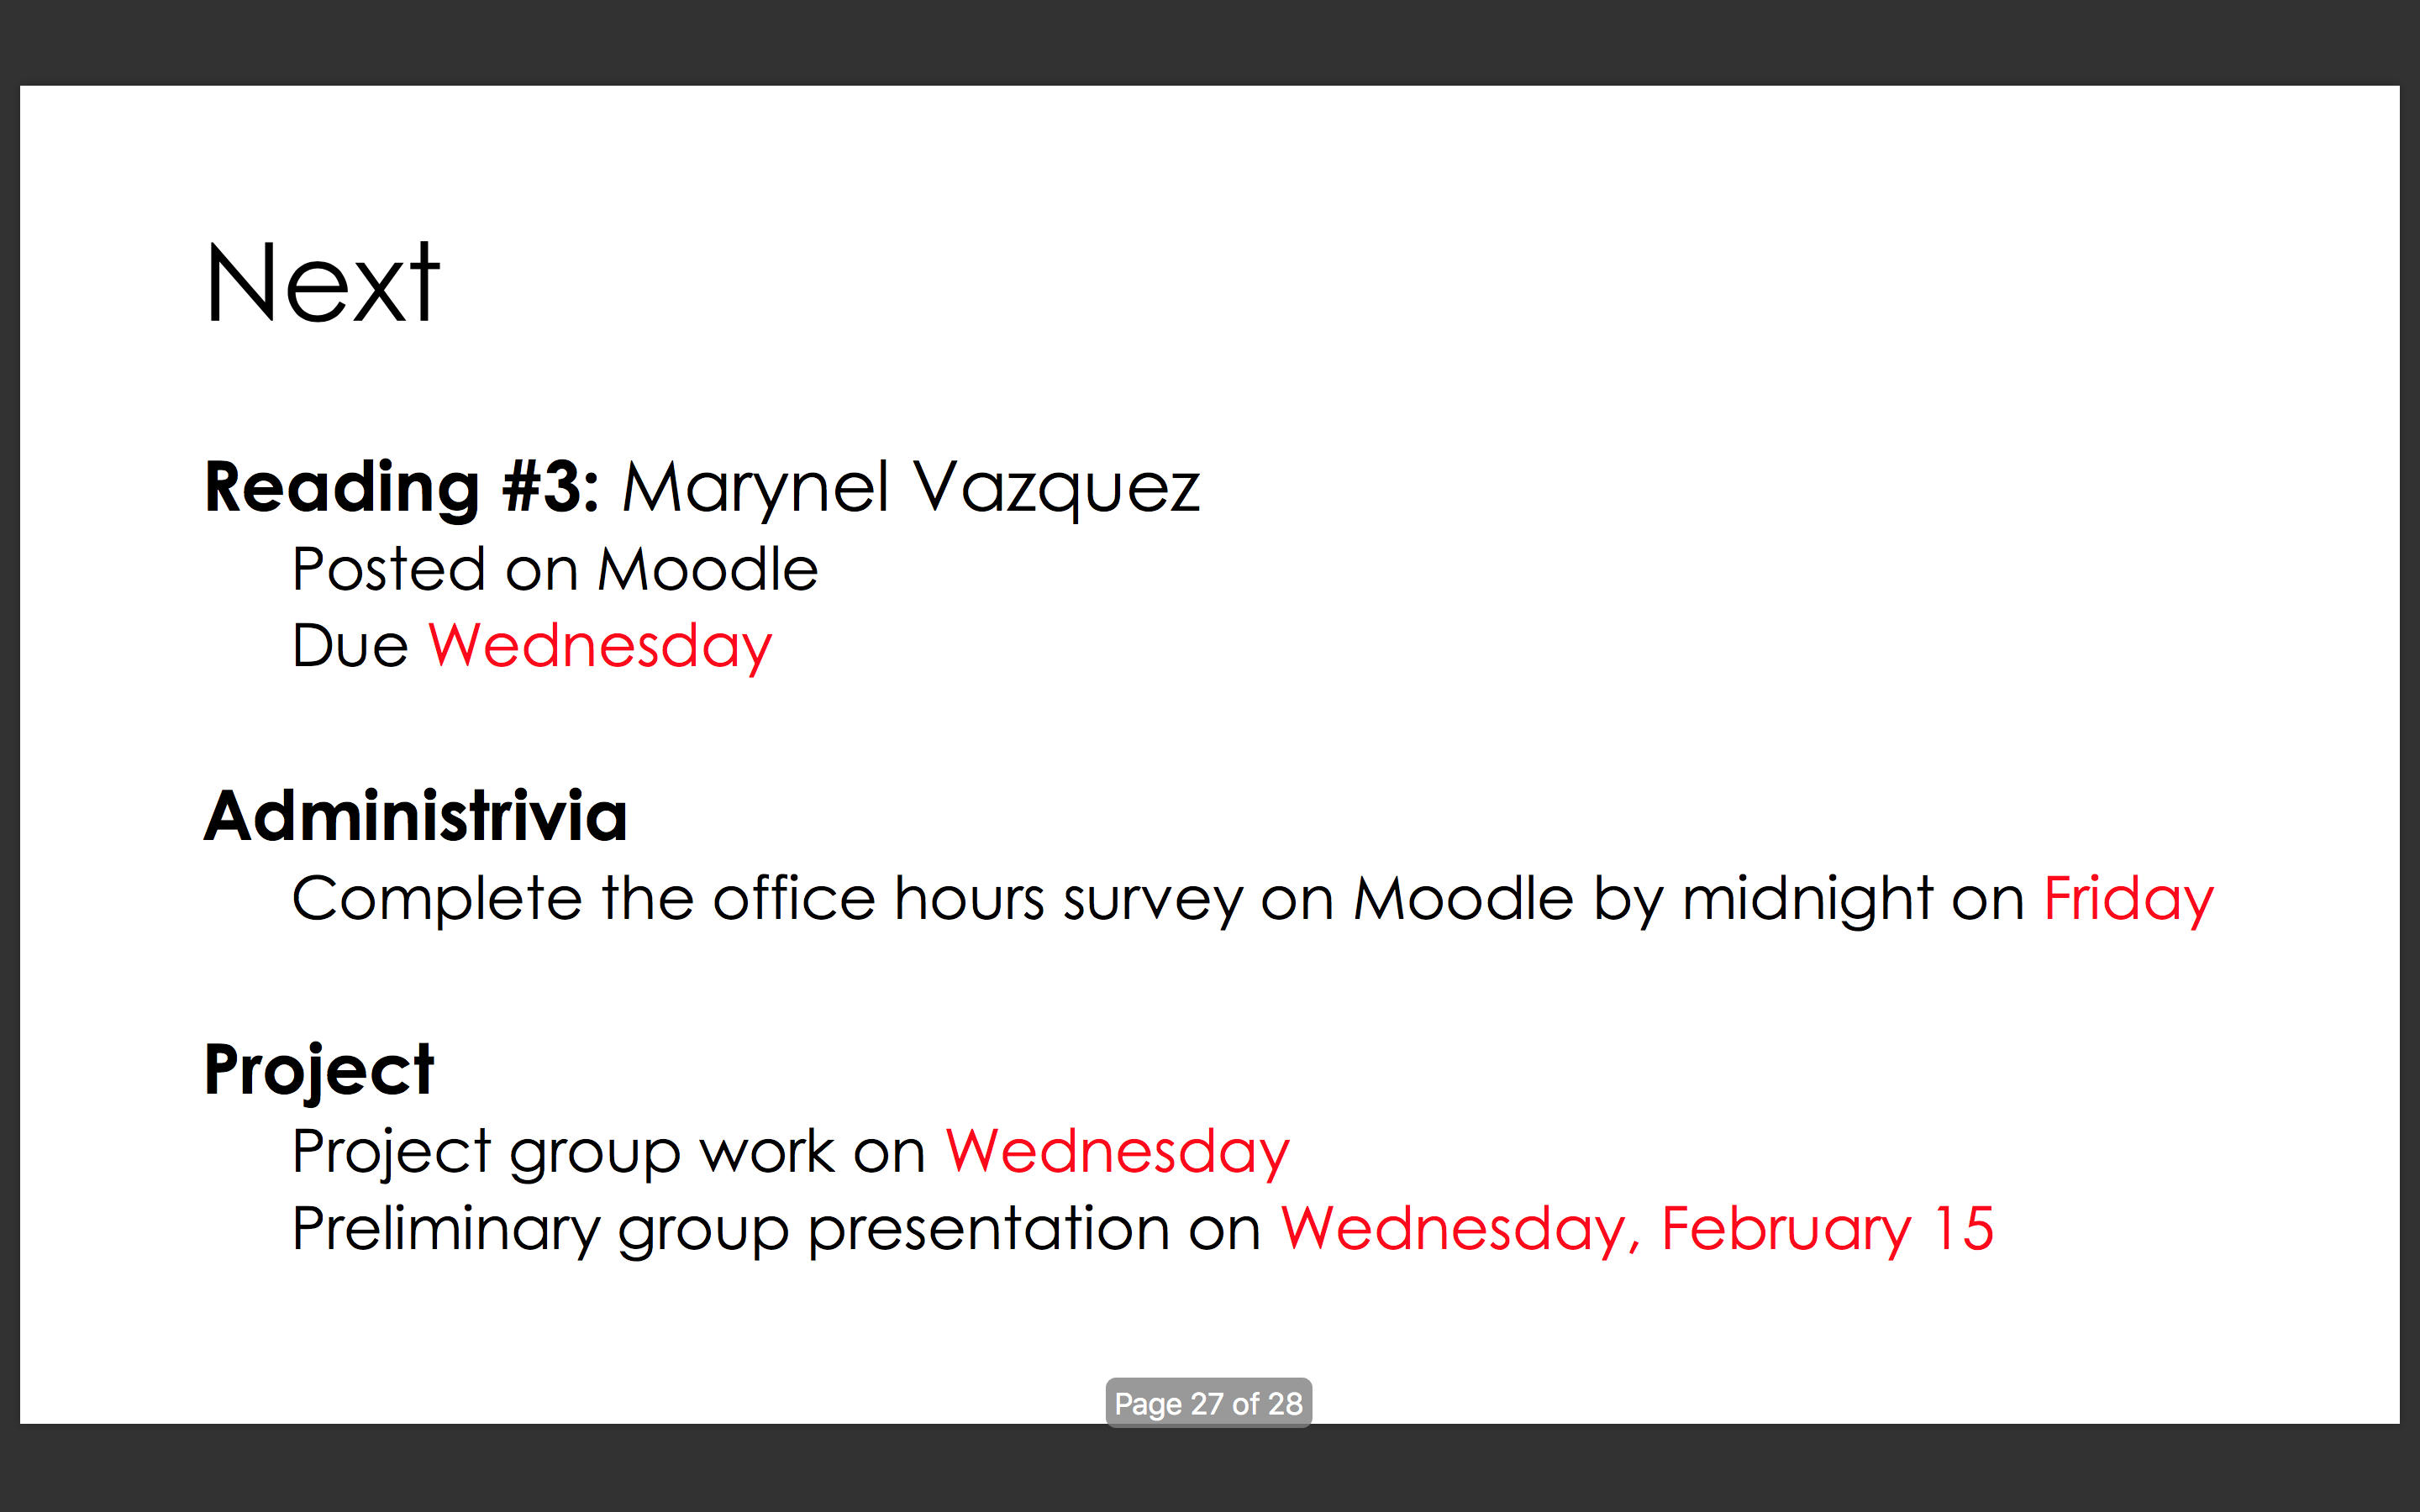 Next
Reading #3: Marynel Vazquez
Posted on Moodle
Due Wednesday
Administrivia
Complete the office hours survey on Moodle by midnight on Friday
Project
Project group work on Wednesday
Preliminary group presentation on Wednesday, February 15
Page 27 of 28